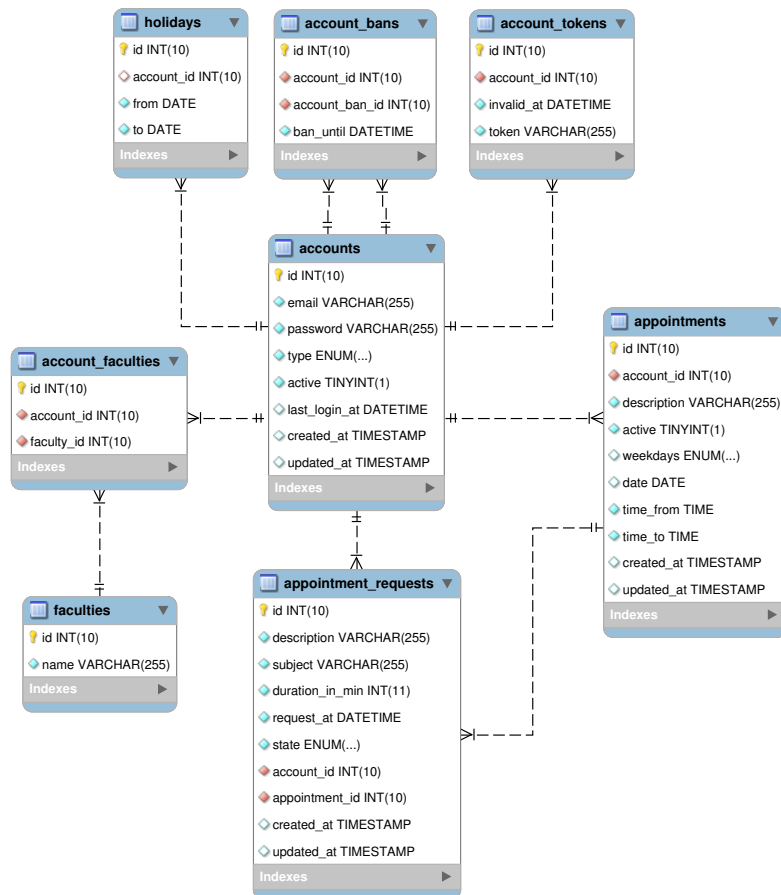 holidays
id INT(10)
account_id INT(10)
from DATE
to DATE
Indexes
account_bans
id INT(10)
account_id INT(10)
account_ban_id INT(10)
ban_until DATETIME
Indexes
account_tokens
id INT(10)
account_id INT(10)
invalid_at DATETIME
token VARCHAR(255)
Indexes
accounts
id INT(10)
email VARCHAR(255)
password VARCHAR(255)
type ENUM(...)
active TINYINT(1)
last_login_at DATETIME
created_at TIMESTAMP
updated_at TIMESTAMP
Indexes
appointments
id INT(10)
account_id INT(10)
description VARCHAR(255)
active TINYINT(1)
weekdays ENUM(...)
date DATE
time_from TIME
time_to TIME
created_at TIMESTAMP
updated_at TIMESTAMP
Indexes
account_faculties
id INT(10)
account_id INT(10)
faculty_id INT(10)
Indexes
faculties
id INT(10)
name VARCHAR(255)
Indexes
appointment_requests
id INT(10)
description VARCHAR(255)
subject VARCHAR(255)
duration_in_min INT(11)
request_at DATETIME
state ENUM(...)
account_id INT(10)
appointment_id INT(10)
created_at TIMESTAMP
updated_at TIMESTAMP
Indexes